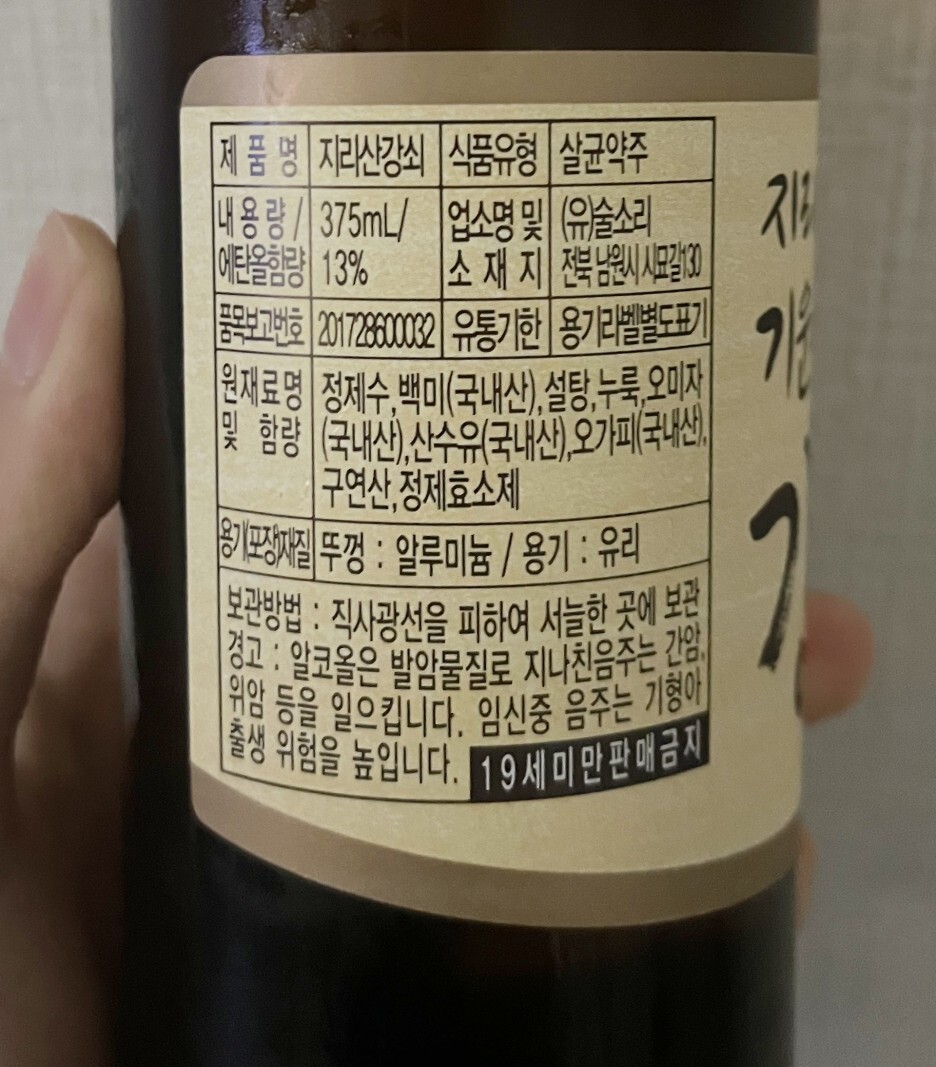 제 품 명 지리산강쇠 식품유형 살균약주
내 용 량 / 375mL/ 업소명 및 (유)술소리
에탄올함량 13% 소 재 지 전북 남원시 시묘길130
품목보고번호 201728600032 유통기한 용기라벨별도표기
원재료명 정제수,백미(국내산),설탕,누룩,오미자
및 함량 (국내산),산수유(국내산),오가피(국내산),
구연산,정제효소제
용기(포장)재질 뚜껑 : 알루미늄 / 용기 : 유리
보관방법 : 직사광선을 피하여 서늘한 곳에 보관
경고 : 알코올은 발암물질로 지나친음주는 간암,
위암 등을 일으킵니다. 임신중 음주는 기형아
출생 위험을 높입니다. 19세미만판매금지